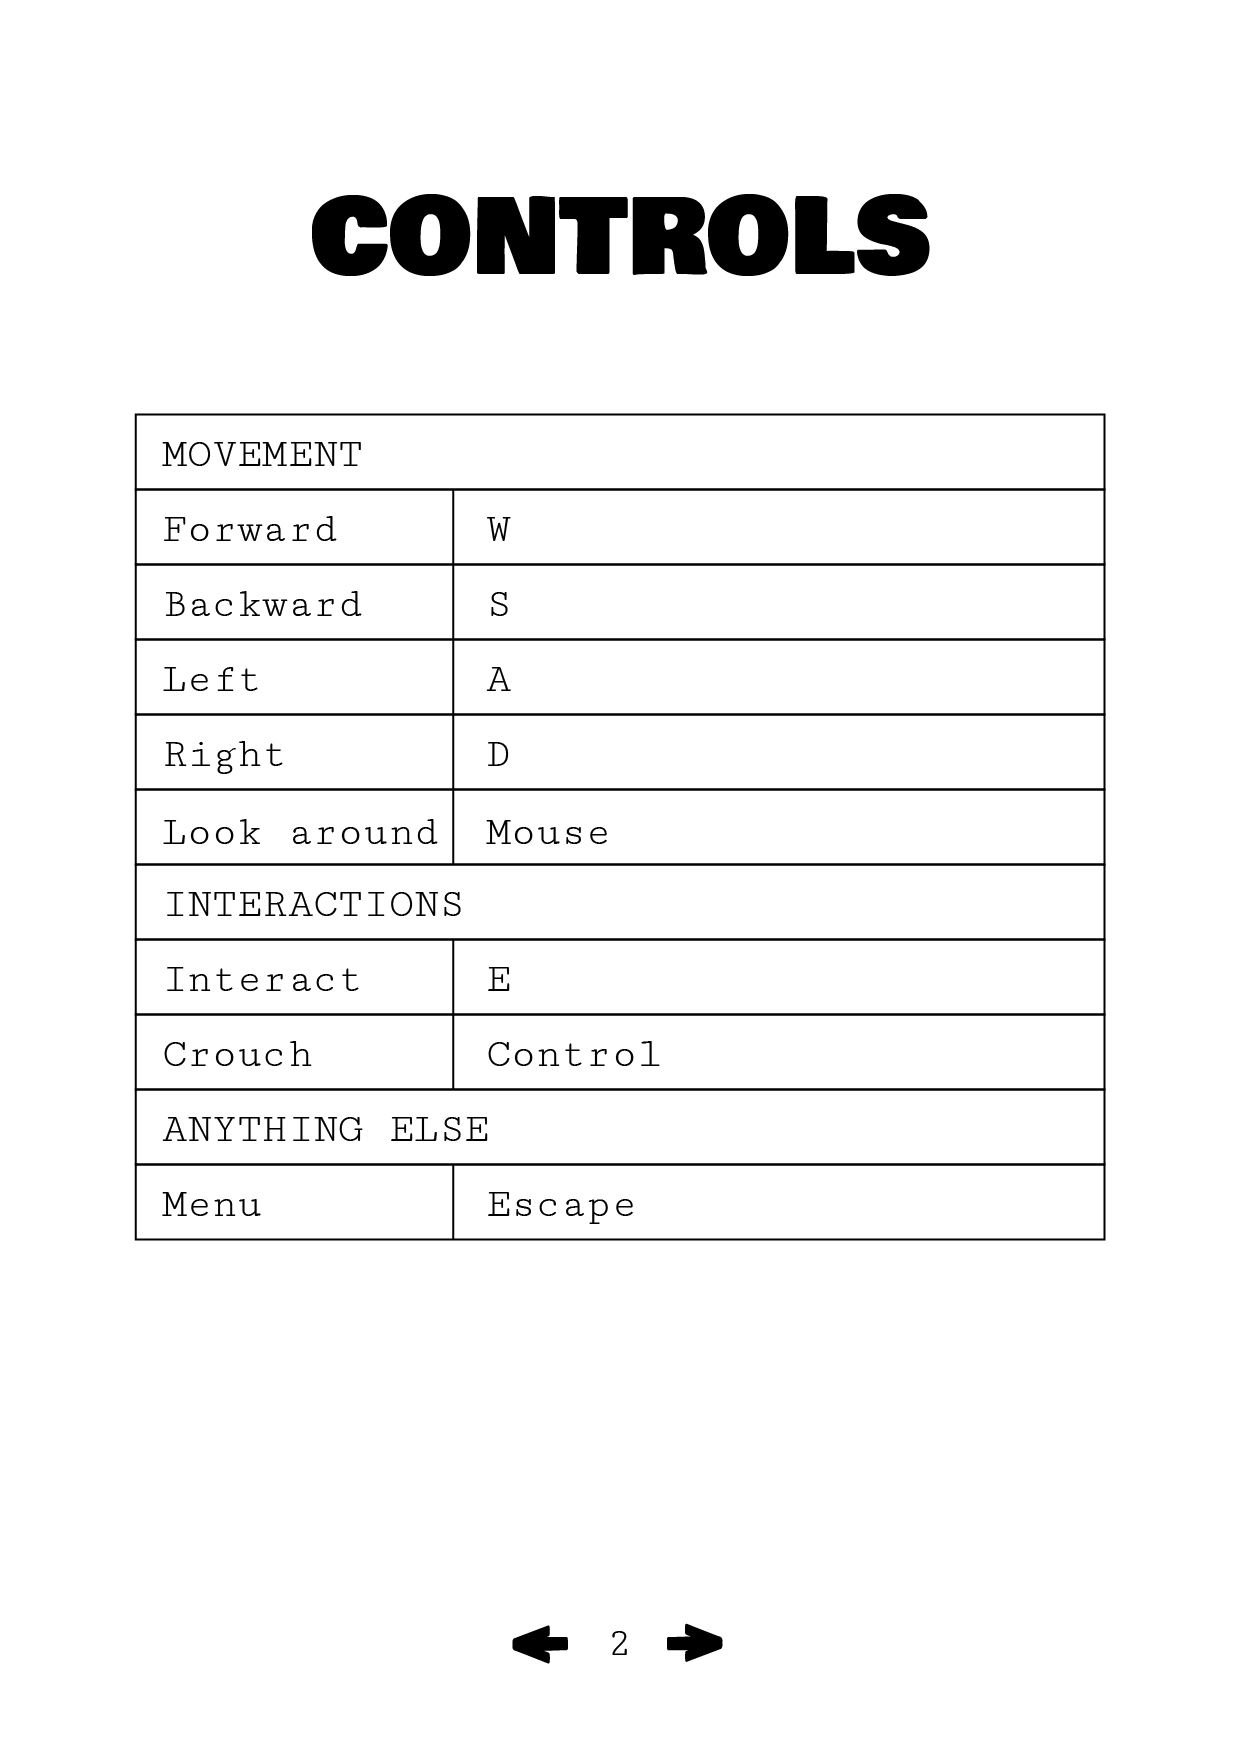 CONTROLS
MOVEMENT
Forward W
Backward S
Left A
Right D
Look around Mouse
INTERACTIONS
Interact E
Crouch Control
ANYTHING ELSE
Menu Escape
2